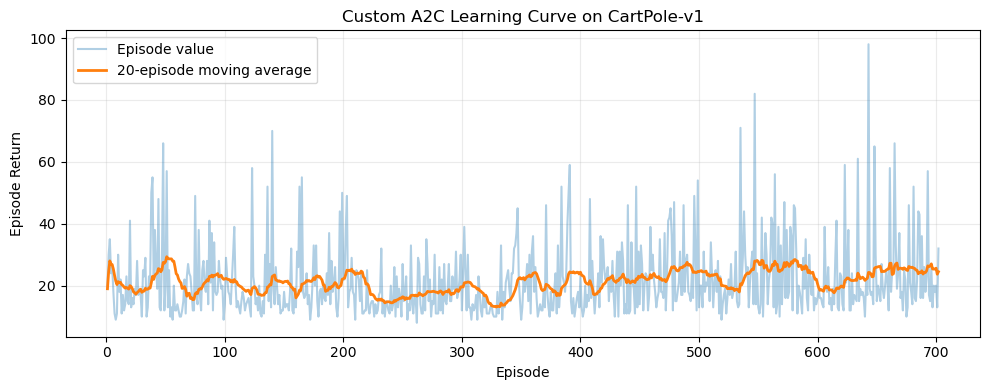 Custom A2C Learning Curve on CartPole-v1
Episode value
20-episode moving average
100
80
60
40
20
Episode Return
0 100 200 300 400 500 600 700
Episode